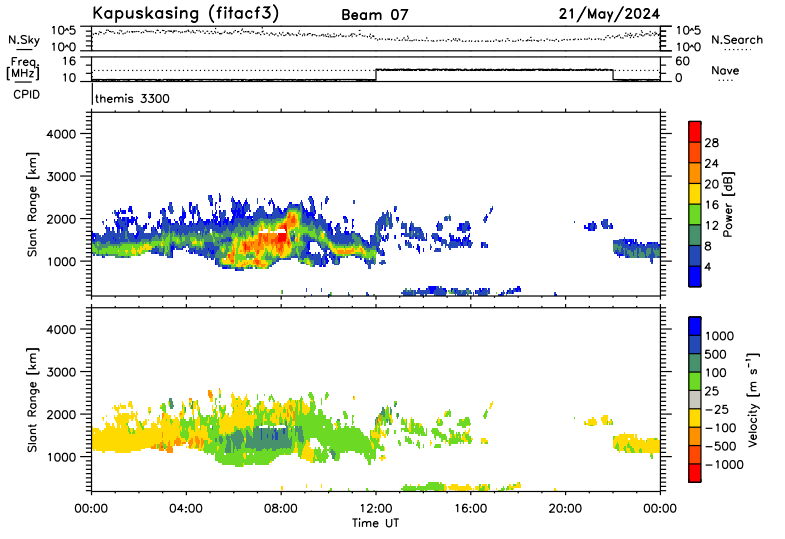 Kapuskasing (fitacf3) Beam 07 21/May/2024
N.Sky 10^5 10^0 10^5 10^0 N.Search
Freq. [MHz] 16 10 60 0 Nave
CPID themis 3300
Slant Range [km] 4000 3000 2000 1000
Power [dB] 28 24 20 16 12 8 4
Slant Range [km] 4000 3000 2000 1000
Velocity [m s⁻¹] 1000 500 100 25 −25 −100 −500 −1000
00:00 04:00 08:00 12:00 16:00 20:00 00:00
Time UT